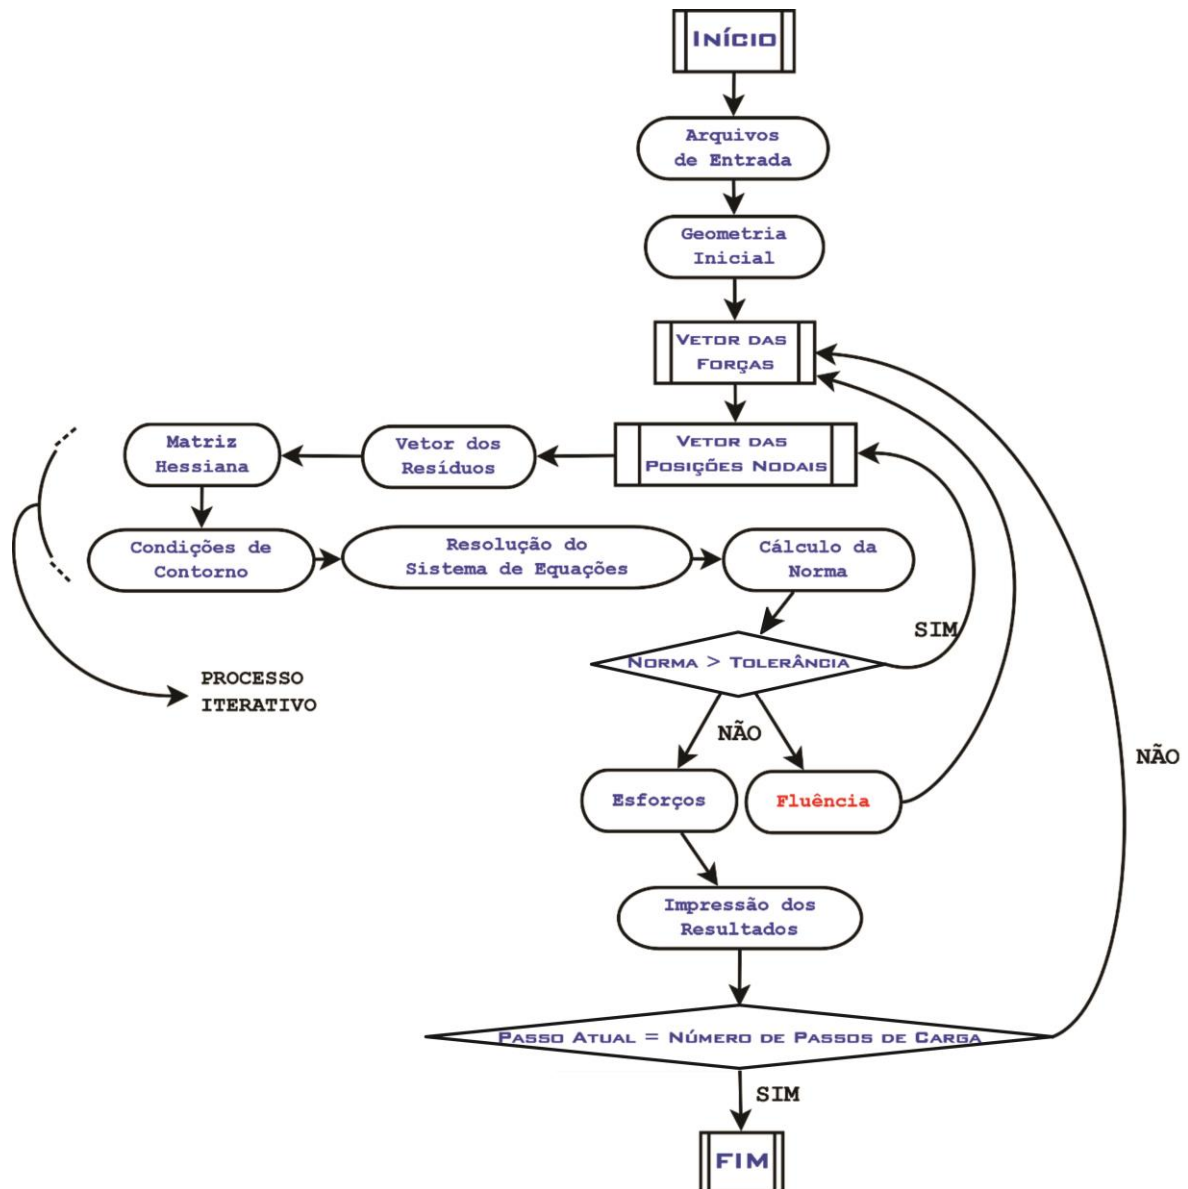 INÍCIO
Arquivos
de Entrada
Geometria
Inicial
VETOR DAS
FORÇAS
VETOR DAS
POSIÇÕES NODAIS
Vetor dos
Resíduos
Matriz
Hessiana
Condições de
Contorno
Resolução do
Sistema de Equações
Cálculo da
Norma
SIM
NORMA > TOLERÂNCIA
PROCESSO
ITERATIVO
NÃO
Esforços
Fluência
NÃO
Impressão dos
Resultados
PASSO ATUAL = NÚMERO DE PASSOS DE CARGA
SIM
FIM